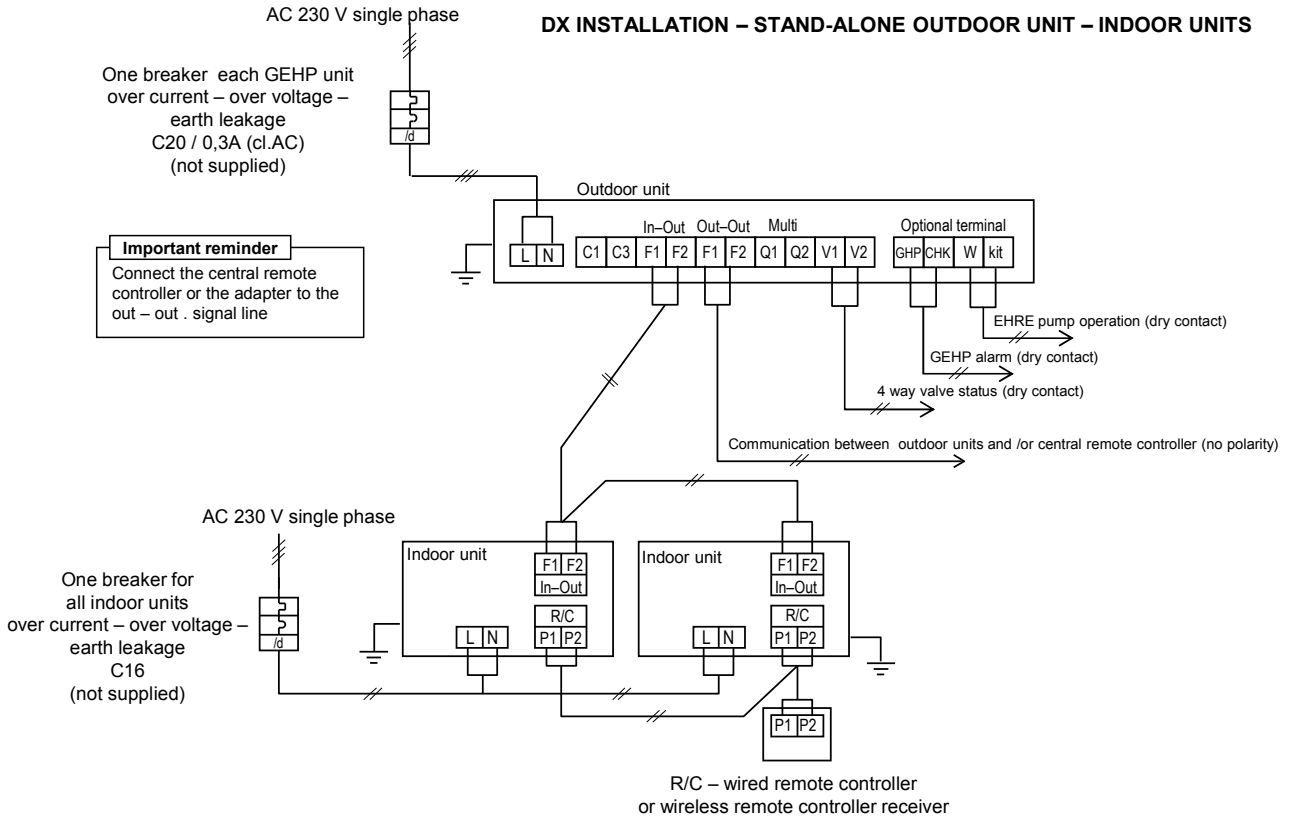 AC 230 V single phase
DX INSTALLATION – STAND-ALONE OUTDOOR UNIT – INDOOR UNITS
One breaker each GEHP unit
over current – over voltage –
earth leakage
C20 / 0,3A (cl.AC)
(not supplied)
/d
Outdoor unit
In–Out Out–Out Multi
Optional terminal
L N
C1 C3 F1 F2 F1 F2 Q1 Q2 V1 V2
GHP CHK W kit
Important reminder
Connect the central remote
controller or the adapter to the
out – out . signal line
EHRE pump operation (dry contact)
GEHP alarm (dry contact)
4 way valve status (dry contact)
Communication between outdoor units and /or central remote controller (no polarity)
AC 230 V single phase
One breaker for
all indoor units
over current – over voltage –
earth leakage
C16
(not supplied)
/d
Indoor unit
F1 F2
In–Out
R/C
L N
P1 P2
Indoor unit
F1 F2
In–Out
R/C
L N
P1 P2
P1 P2
R/C – wired remote controller
or wireless remote controller receiver